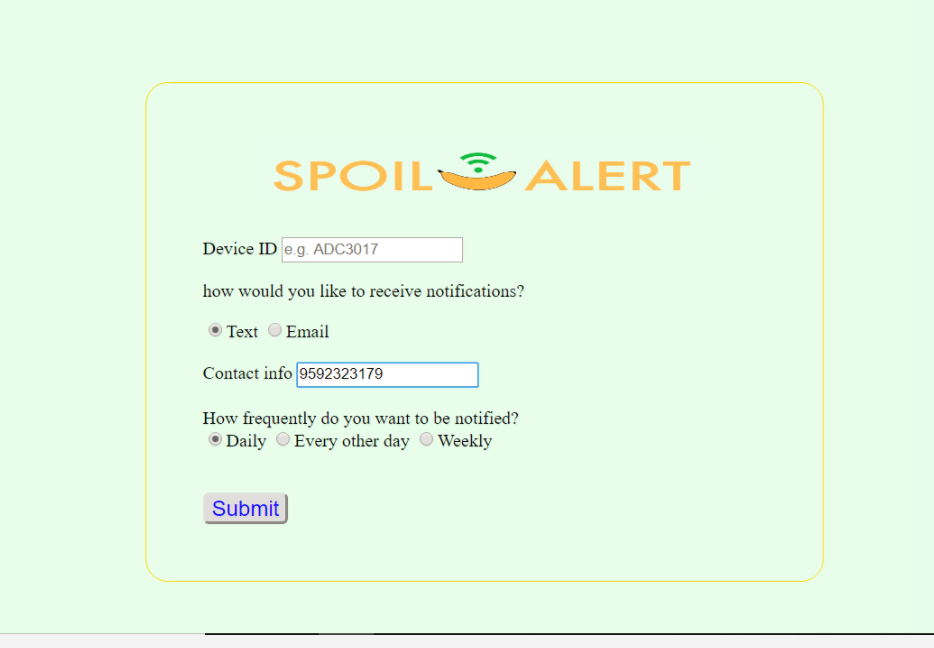 SPOIL ALERT
Device ID e.g. ADC3017
how would you like to receive notifications?
Text Email
Contact info 9592323179
How frequently do you want to be notified?
Daily Every other day Weekly
Submit